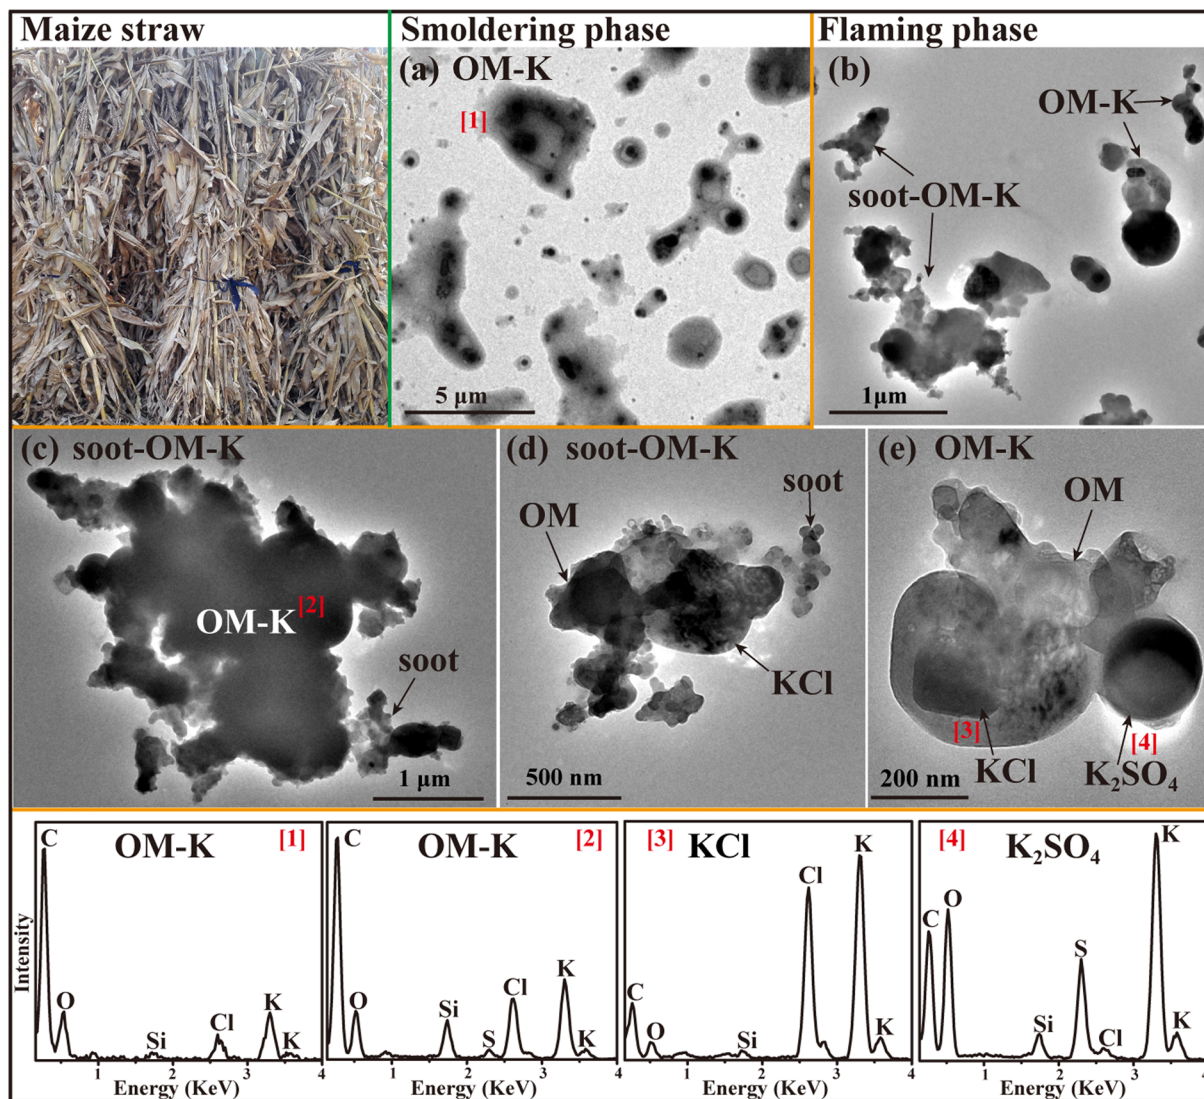 Maize straw
Smoldering phase
Flaming phase
(a) OM-K
[1]
5 μm
(b)
OM-K
soot-OM-K
1μm
(c) soot-OM-K
OM-K[2]
soot
1 μm
(d) soot-OM-K
OM
soot
KCl
500 nm
(e) OM-K
OM
[3]
KCl
[4]
K₂SO₄
200 nm
Intensity
C
OM-K
[1]
O
Si
Cl
K
K
1 2 3 4
Energy (KeV)
C
OM-K
[2]
O
Si
S
Cl
K
K
1 2 3 4
Energy (KeV)
[3] KCl
C
O
Si
Cl
K
K
1 2 3 4
Energy (KeV)
[4]
K₂SO₄
C
O
Si
S
Cl
K
K
1 2 3 4
Energy (KeV)